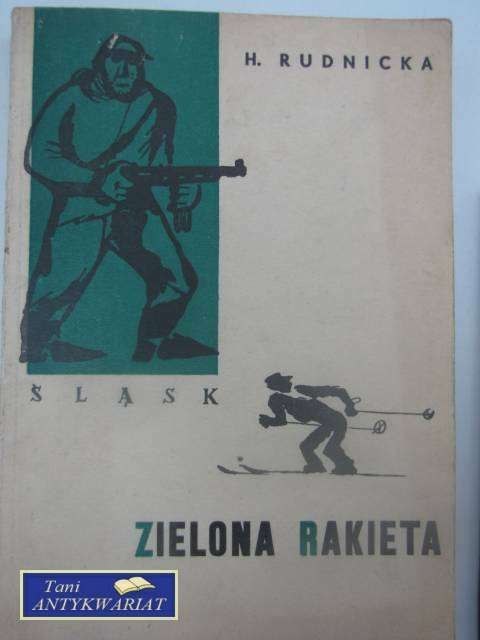 H. RUDNICKA
ŚLĄSK
ZIELONA RAKIETA
Tani
ANTYKWARIAT